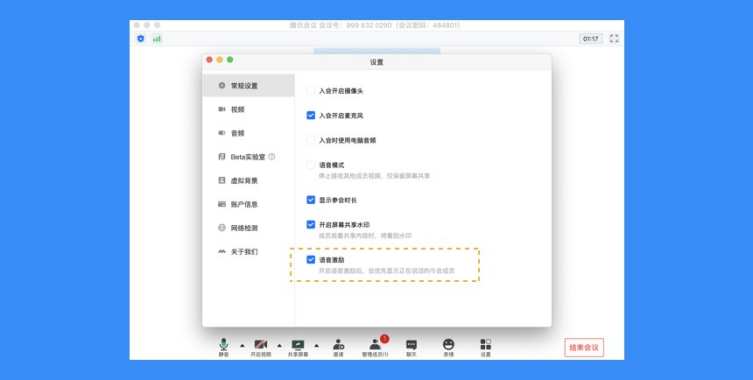 腾讯会议 会议号：999 832 0290（会议密码：484801）
01:17
设置
常规设置
视频
音频
Beta实验室
虚拟背景
账户信息
网络检测
关于我们
入会开启摄像头
入会开启麦克风
入会时使用电脑音频
语音模式
停止接收其他成员视频，仅保留屏幕共享
显示参会时长
开启屏幕共享水印
成员观看共享内容时，将看到水印
语音激励
开启语音激励后，会优先显示正在说话的与会成员
静音 开启视频 共享屏幕 邀请 管理成员(1) 聊天 表情 设置
1
结束会议